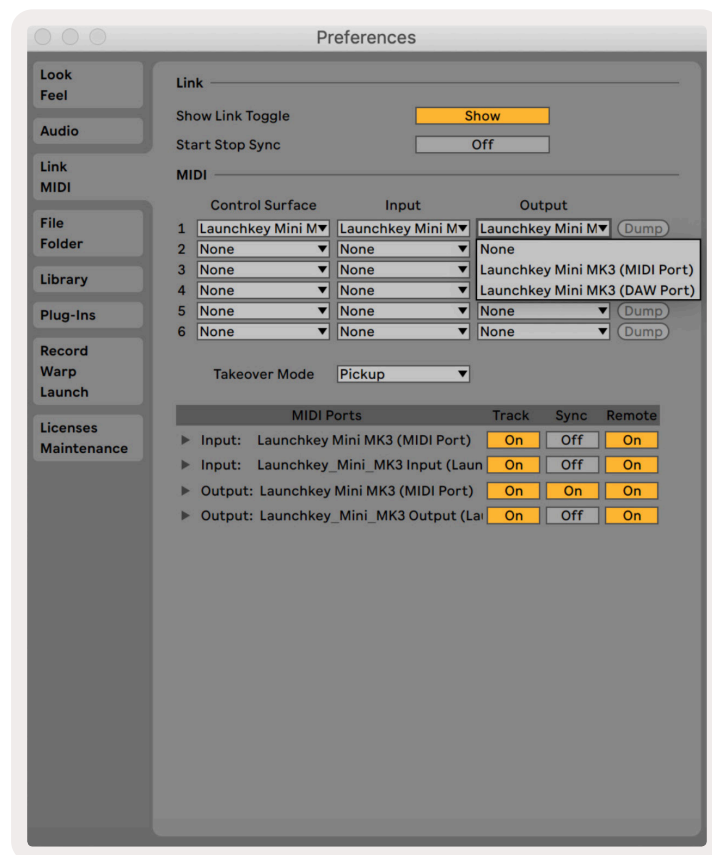 Preferences
Look
Feel
Audio
Link
MIDI
File
Folder
Library
Plug-Ins
Record
Warp
Launch
Licenses
Maintenance
Link
Show Link Toggle Show
Start Stop Sync Off
MIDI
Control Surface Input Output
1 Launchkey Mini M Launchkey Mini M Launchkey Mini M Dump
2 None None None
3 None None Launchkey Mini MK3 (MIDI Port)
4 None None Launchkey Mini MK3 (DAW Port)
5 None None None Dump
6 None None None Dump
Takeover Mode Pickup
MIDI Ports Track Sync Remote
Input: Launchkey Mini MK3 (MIDI Port) On Off On
Input: Launchkey_Mini_MK3 Input (Laun On Off On
Output: Launchkey Mini MK3 (MIDI Port) On On On
Output: Launchkey_Mini_MK3 Output (La On Off On